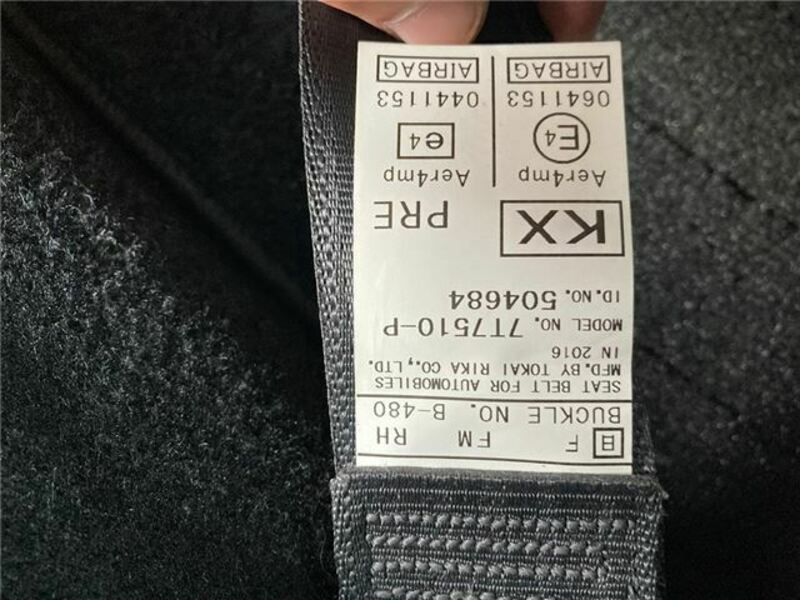 日 F FM RH
BUCKLE NO. B-480
SEAT BELT FOR AUTOMOBILES
MFD. BY TOKAI RIKA CO., LTD.
IN 2016
MODEL NO. 7T7510-P
ID.NO. 504684
KX PRE
Aer4mp Aer4mp
E4 e4
0641153 0441153
AIRBAG AIRBAG